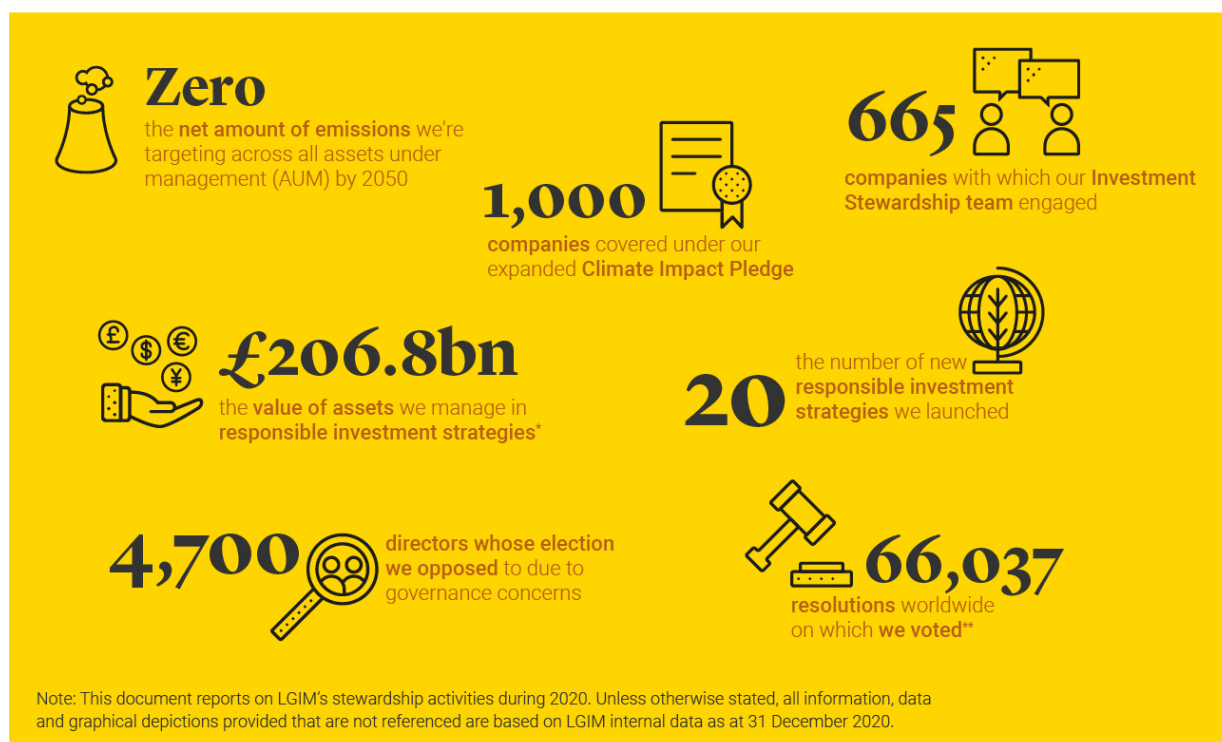 Zero
the net amount of emissions we're
targeting across all assets under
management (AUM) by 2050
1,000
companies covered under our
expanded Climate Impact Pledge
665
companies with which our Investment
Stewardship team engaged
£ $ € ¥
£206.8bn
the value of assets we manage in
responsible investment strategies*
20
the number of new
responsible investment
strategies we launched
4,700
directors whose election
we opposed to due to
governance concerns
66,037
resolutions worldwide
on which we voted**
Note: This document reports on LGIM’s stewardship activities during 2020. Unless otherwise stated, all information, data
and graphical depictions provided that are not referenced are based on LGIM internal data as at 31 December 2020.